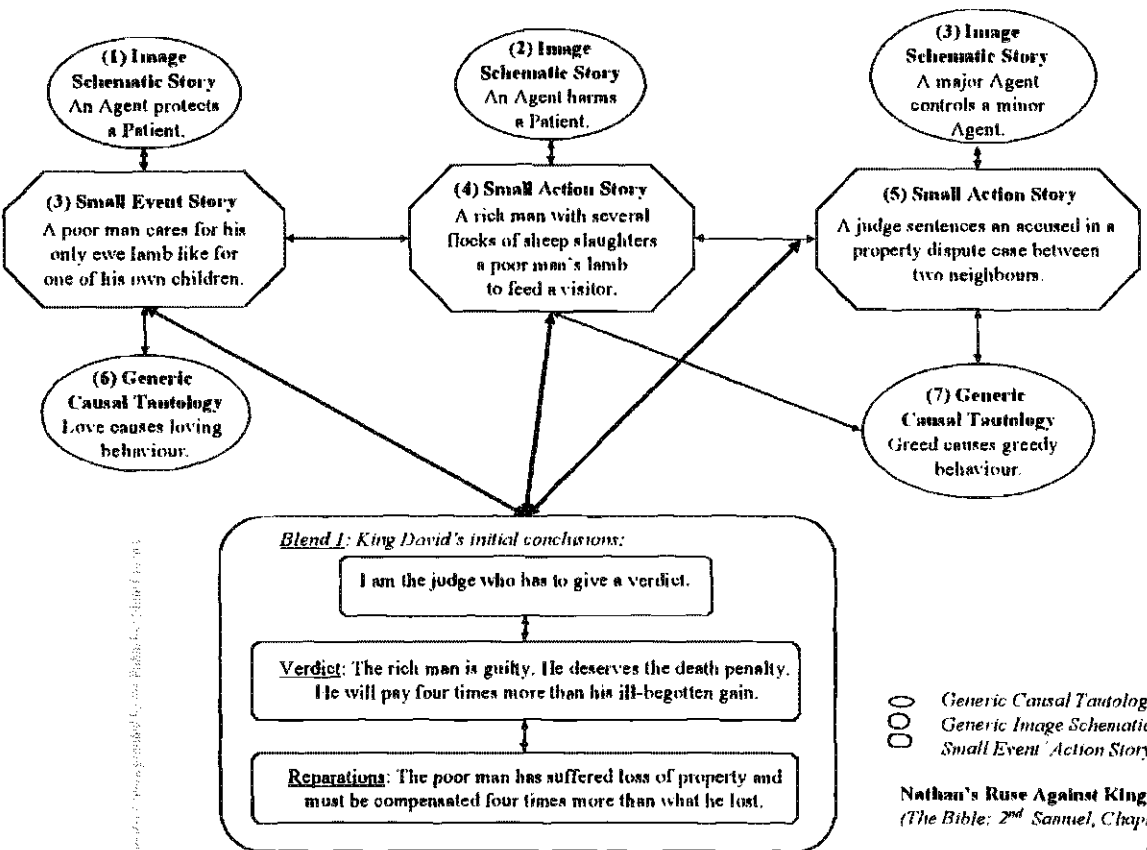 (1) Image
Schematic Story
An Agent protects
a Patient.
(2) Image
Schematic Story
An Agent harms
a Patient.
(3) Image
Schematic Story
A major Agent
controls a minor
Agent.
(3) Small Event Story
A poor man cares for his
only ewe lamb like for
one of his own children.
(4) Small Action Story
A rich man with several
flocks of sheep slaughters
a poor man's lamb
to feed a visitor.
(5) Small Action Story
A judge sentences an accused in a
property dispute case between
two neighbours.
(6) Generic
Causal Tautology
Love causes loving
behaviour.
(7) Generic
Causal Tautology
Greed causes greedy
behaviour.
Blend 1: King David's initial conclusions:
I am the judge who has to give a verdict.
Verdict: The rich man is guilty. He deserves the death penalty.
He will pay four times more than his ill-begotten gain.
Reparations: The poor man has suffered loss of property and
must be compensated four times more than what he lost.
Generic Causal Tautolog
Generic Image Schematic
Small Event Action Story
Nathan's Ruse Against King
(The Bible: 2nd Samuel, Chap